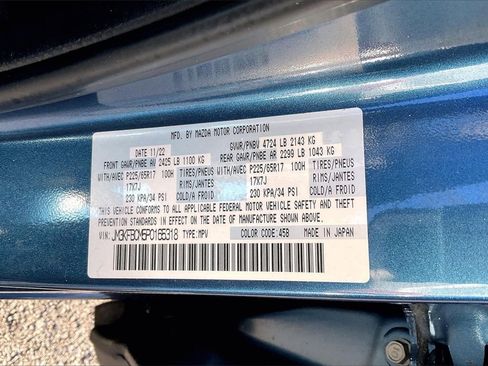 MFD. BY MAZDA MOTOR CORPORATION
DATE 11/22 GVWR/PNBV 4724 LB 2143 KG
FRONT GAWR/PNBE AV 2425 LB 1100 KG REAR GAWR/PNBE AR 2299 LB 1043 KG
WITH/AVEC P225/65R17 100H TIRES/PNEUS WITH/AVEC P225/65R17 100H TIRES/PNEUS
17X7J RIMS/JANTES 17X7J RIMS/JANTES
230 KPA/34 PSI COLD/A FROID 230 KPA/34 PSI COLD/A FROID
THIS VEHICLE CONFORMS TO ALL APPLICABLE FEDERAL MOTOR VEHICLE SAFETY, BUMPER, AND
THEFT PREVENTION STANDARDS IN EFFECT ON THE DATE OF MANUFACTURE SHOWN ABOVE.
VIN: TYPE: MPV COLOR CODE: 45B MADE IN JAPAN